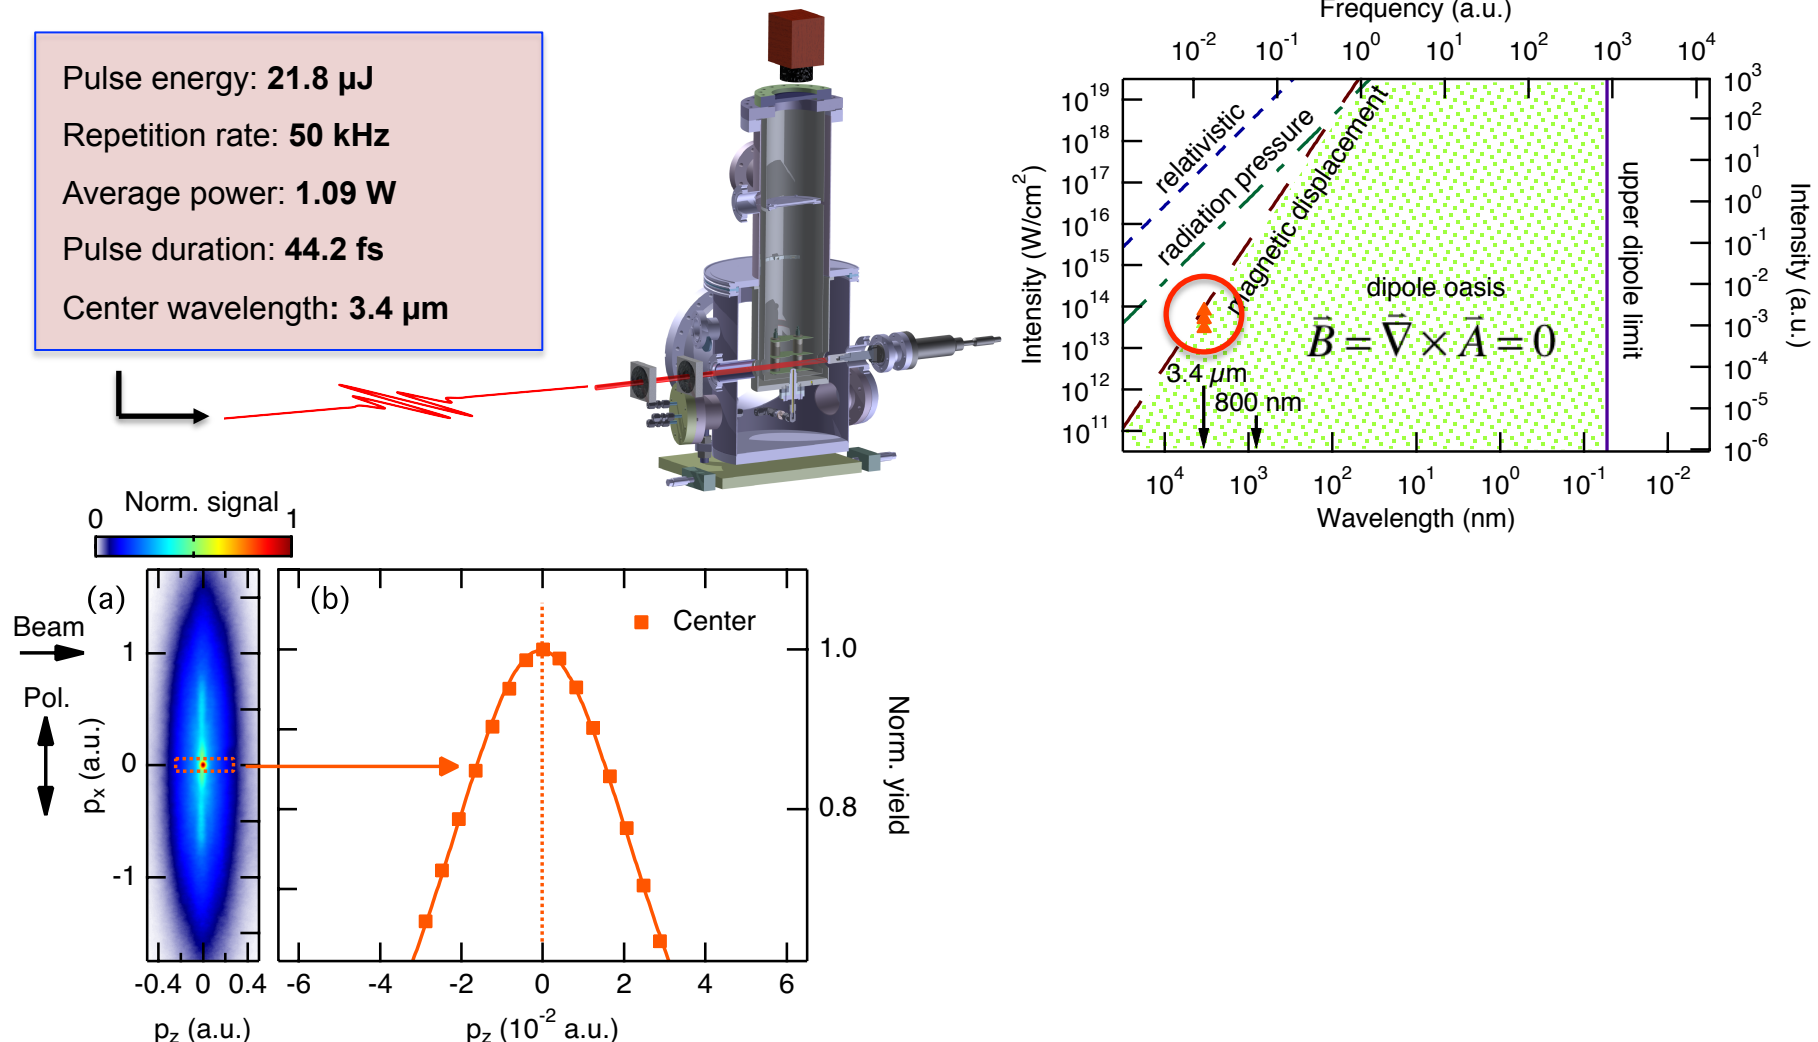 Pulse energy: 21.8 µJ
Repetition rate: 50 kHz
Average power: 1.09 W
Pulse duration: 44.2 fs
Center wavelength: 3.4 µm
Frequency (a.u.)
10⁻² 10⁻¹ 10⁰ 10¹ 10² 10³ 10⁴
Intensity (W/cm²)
10¹⁹
10¹⁸
10¹⁷
10¹⁶
10¹⁵
10¹⁴
10¹³
10¹²
10¹¹
relativistic
radiation pressure
magnetic displacement
dipole oasis
B⃗ = ∇⃗ × A⃗ = 0
3.4 µm
800 nm
upper dipole limit
10³
10²
10¹
10⁰
10⁻¹
10⁻²
10⁻³
10⁻⁴
10⁻⁵
10⁻⁶
Intensity (a.u.)
10⁴ 10³ 10² 10¹ 10⁰ 10⁻¹ 10⁻²
Wavelength (nm)
Norm. signal
0 1
(a)
Beam
Pol.
pₓ (a.u.)
1
0
-1
-0.4 0 0.4
p_z (a.u.)
(b)
Center
1.0
0.8
Norm. yield
-6 -4 -2 0 2 4 6
p_z (10⁻² a.u.)